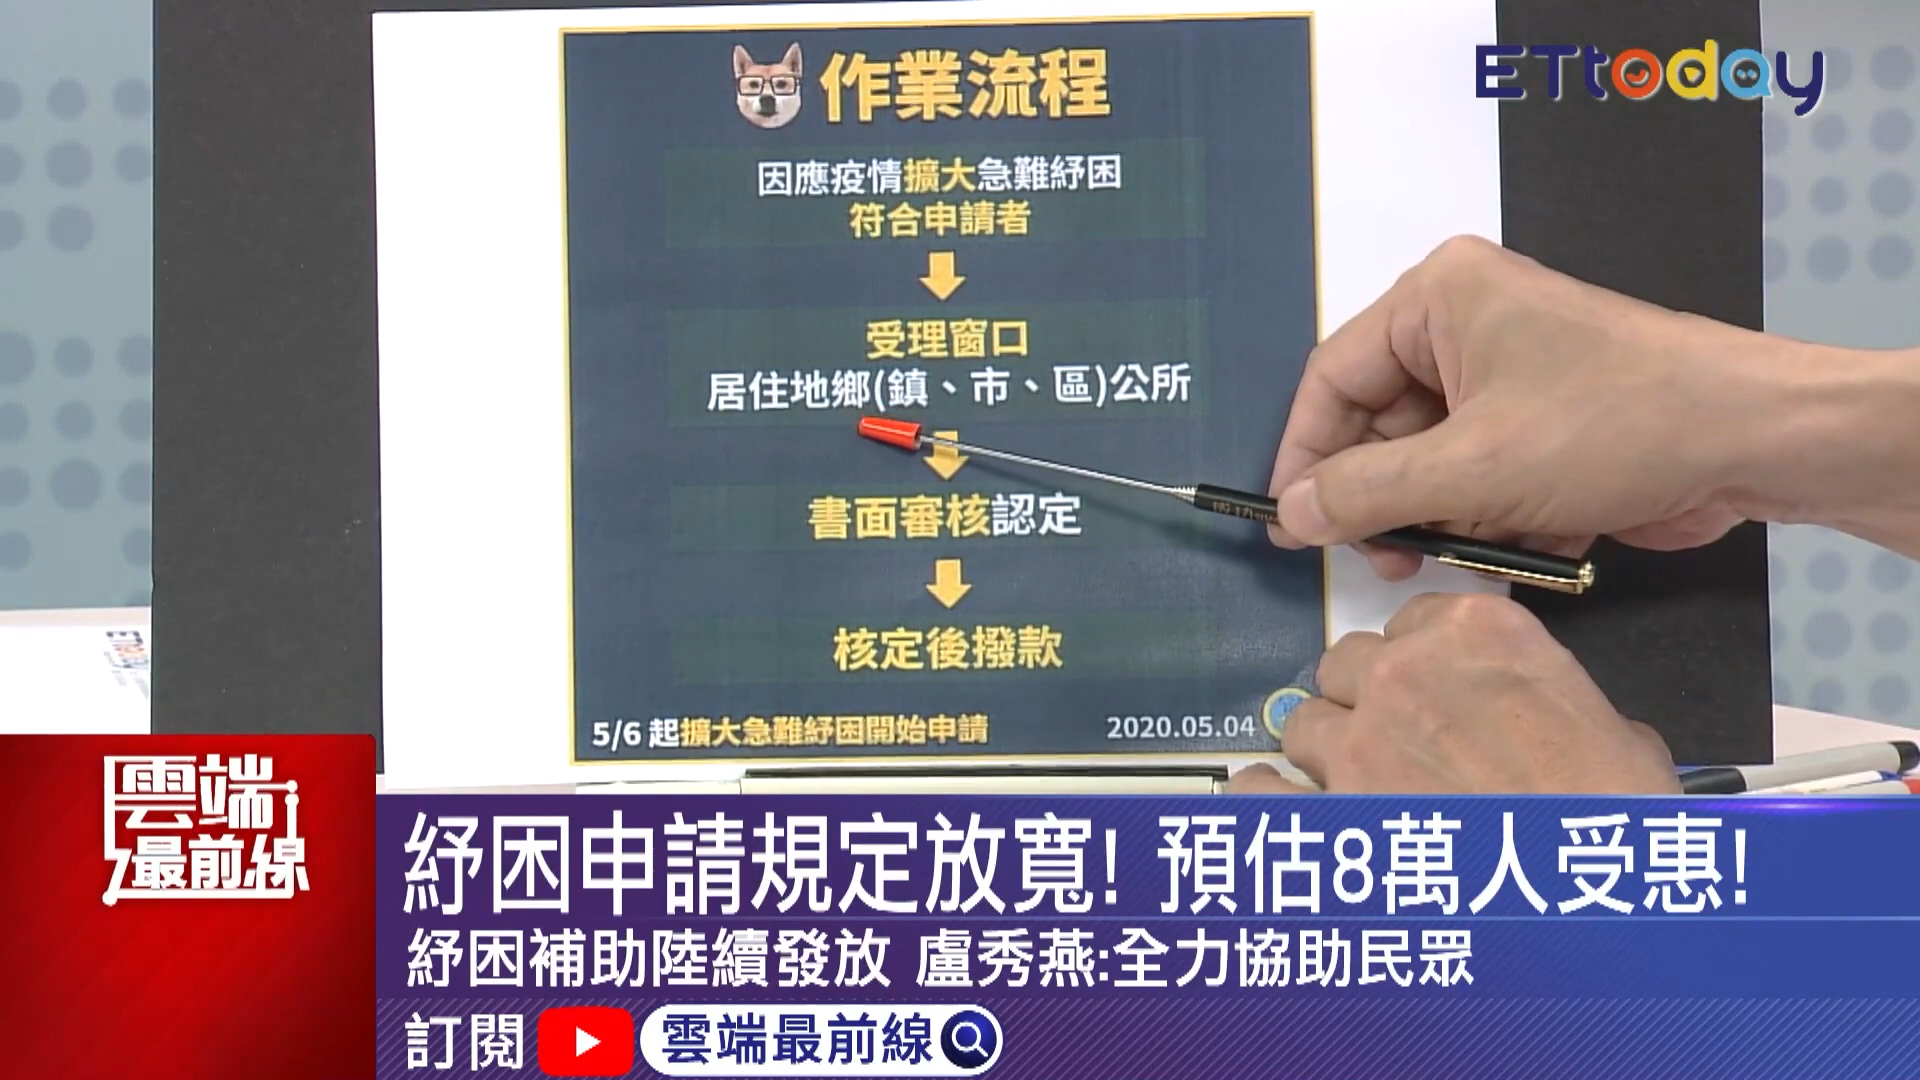 ETtoday
作業流程
因應疫情擴大急難紓困
符合申請者
受理窗口
居住地鄉(鎮、市、區)公所
書面審核認定
核定後撥款
5/6 起擴大急難紓困開始申請
2020.05.04
雲端
最前線
紓困申請規定放寬! 預估8萬人受惠!
紓困補助陸續發放 盧秀燕:全力協助民眾
訂閱
雲端最前線